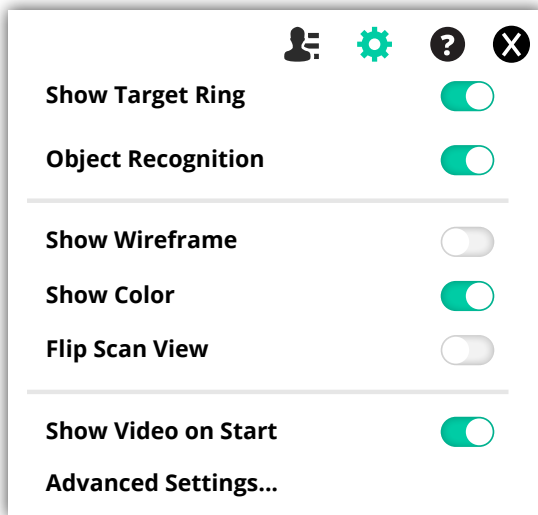 Show Target Ring
Object Recognition
Show Wireframe
Show Color
Flip Scan View
Show Video on Start
Advanced Settings...